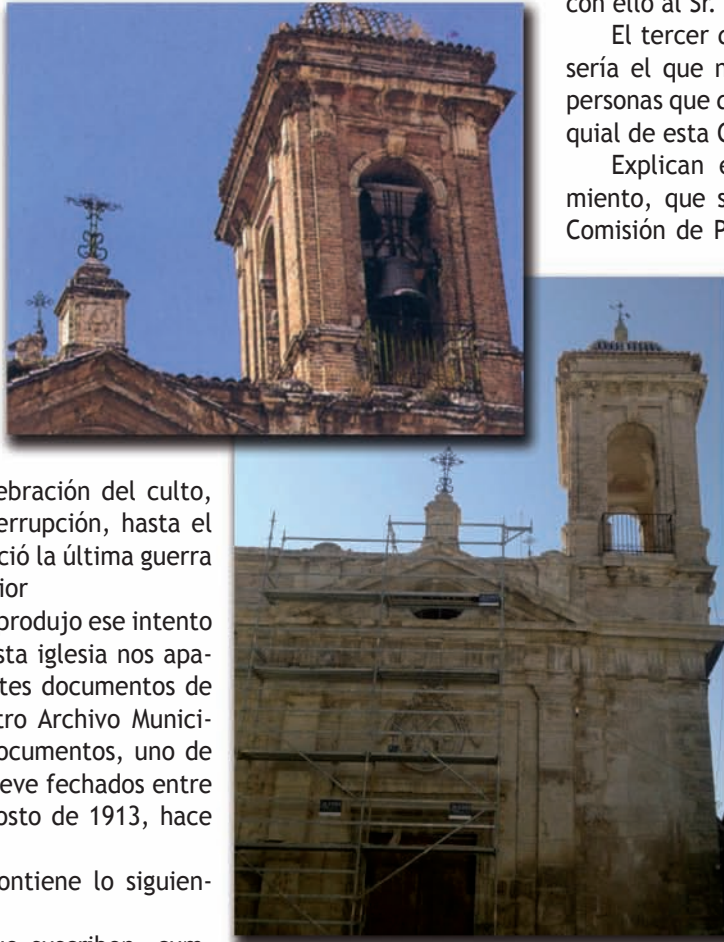 con ello al Sr.
El tercer
sería el que
personas que
quial de esta
Explican
miento, que
Comisión de
ebración del culto,
errupción, hasta el
ció la última guerra
ior
produjo ese intento
sta iglesia nos apa-
tes documentos de
tro Archivo Munici-
ocumentos, uno de
eve fechados entre
osto de 1913, hace
ontiene lo siguien-